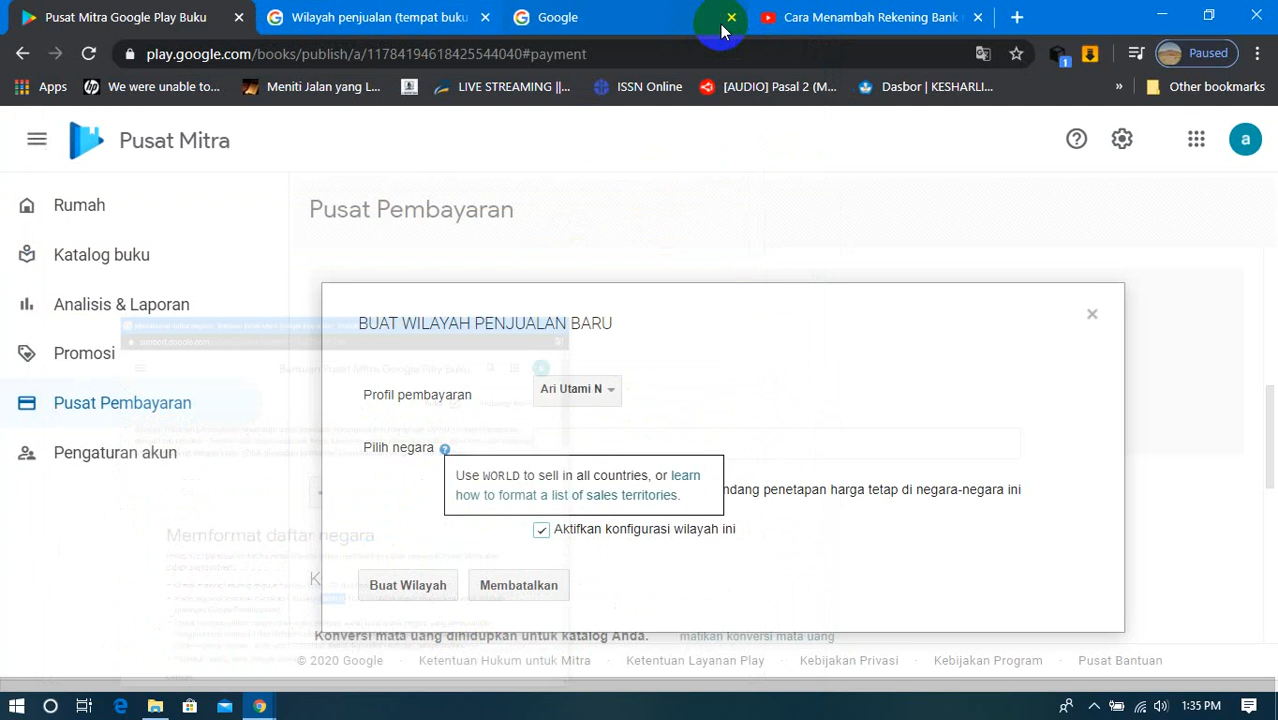 Pusat Mitra Google Play Buku
Wilayah penjualan (tempat buku
Google
Cara Menambah Rekening Bank
play.google.com/books/publish/a/11784194618425544040#payment
Paused
Apps
We were unable to...
Meniti Jalan yang L...
LIVE STREAMING ||...
ISSN Online
[AUDIO] Pasal 2 (M...
Dasbor | KESHARLI...
»
Other bookmarks
Pusat Mitra
a
Rumah
Katalog buku
Analisis & Laporan
Promosi
Pusat Pembayaran
Pengaturan akun
Pusat Pembayaran
BUAT WILAYAH PENJUALAN BARU
Profil pembayaran
Ari Utami N
Pilih negara
Use WORLD to sell in all countries, or learn
how to format a list of sales territories.
ndang penetapan harga tetap di negara-negara ini
Aktifkan konfigurasi wilayah ini
Memformat daftar negara
Buat Wilayah
Membatalkan
Konversi mata uang dihidupkan untuk katalog Anda.
matikan konversi mata uang
© 2020 Google
Ketentuan Hukum untuk Mitra
Ketentuan Layanan Play
Kebijakan Privasi
Kebijakan Program
Pusat Bantuan
1:35 PM